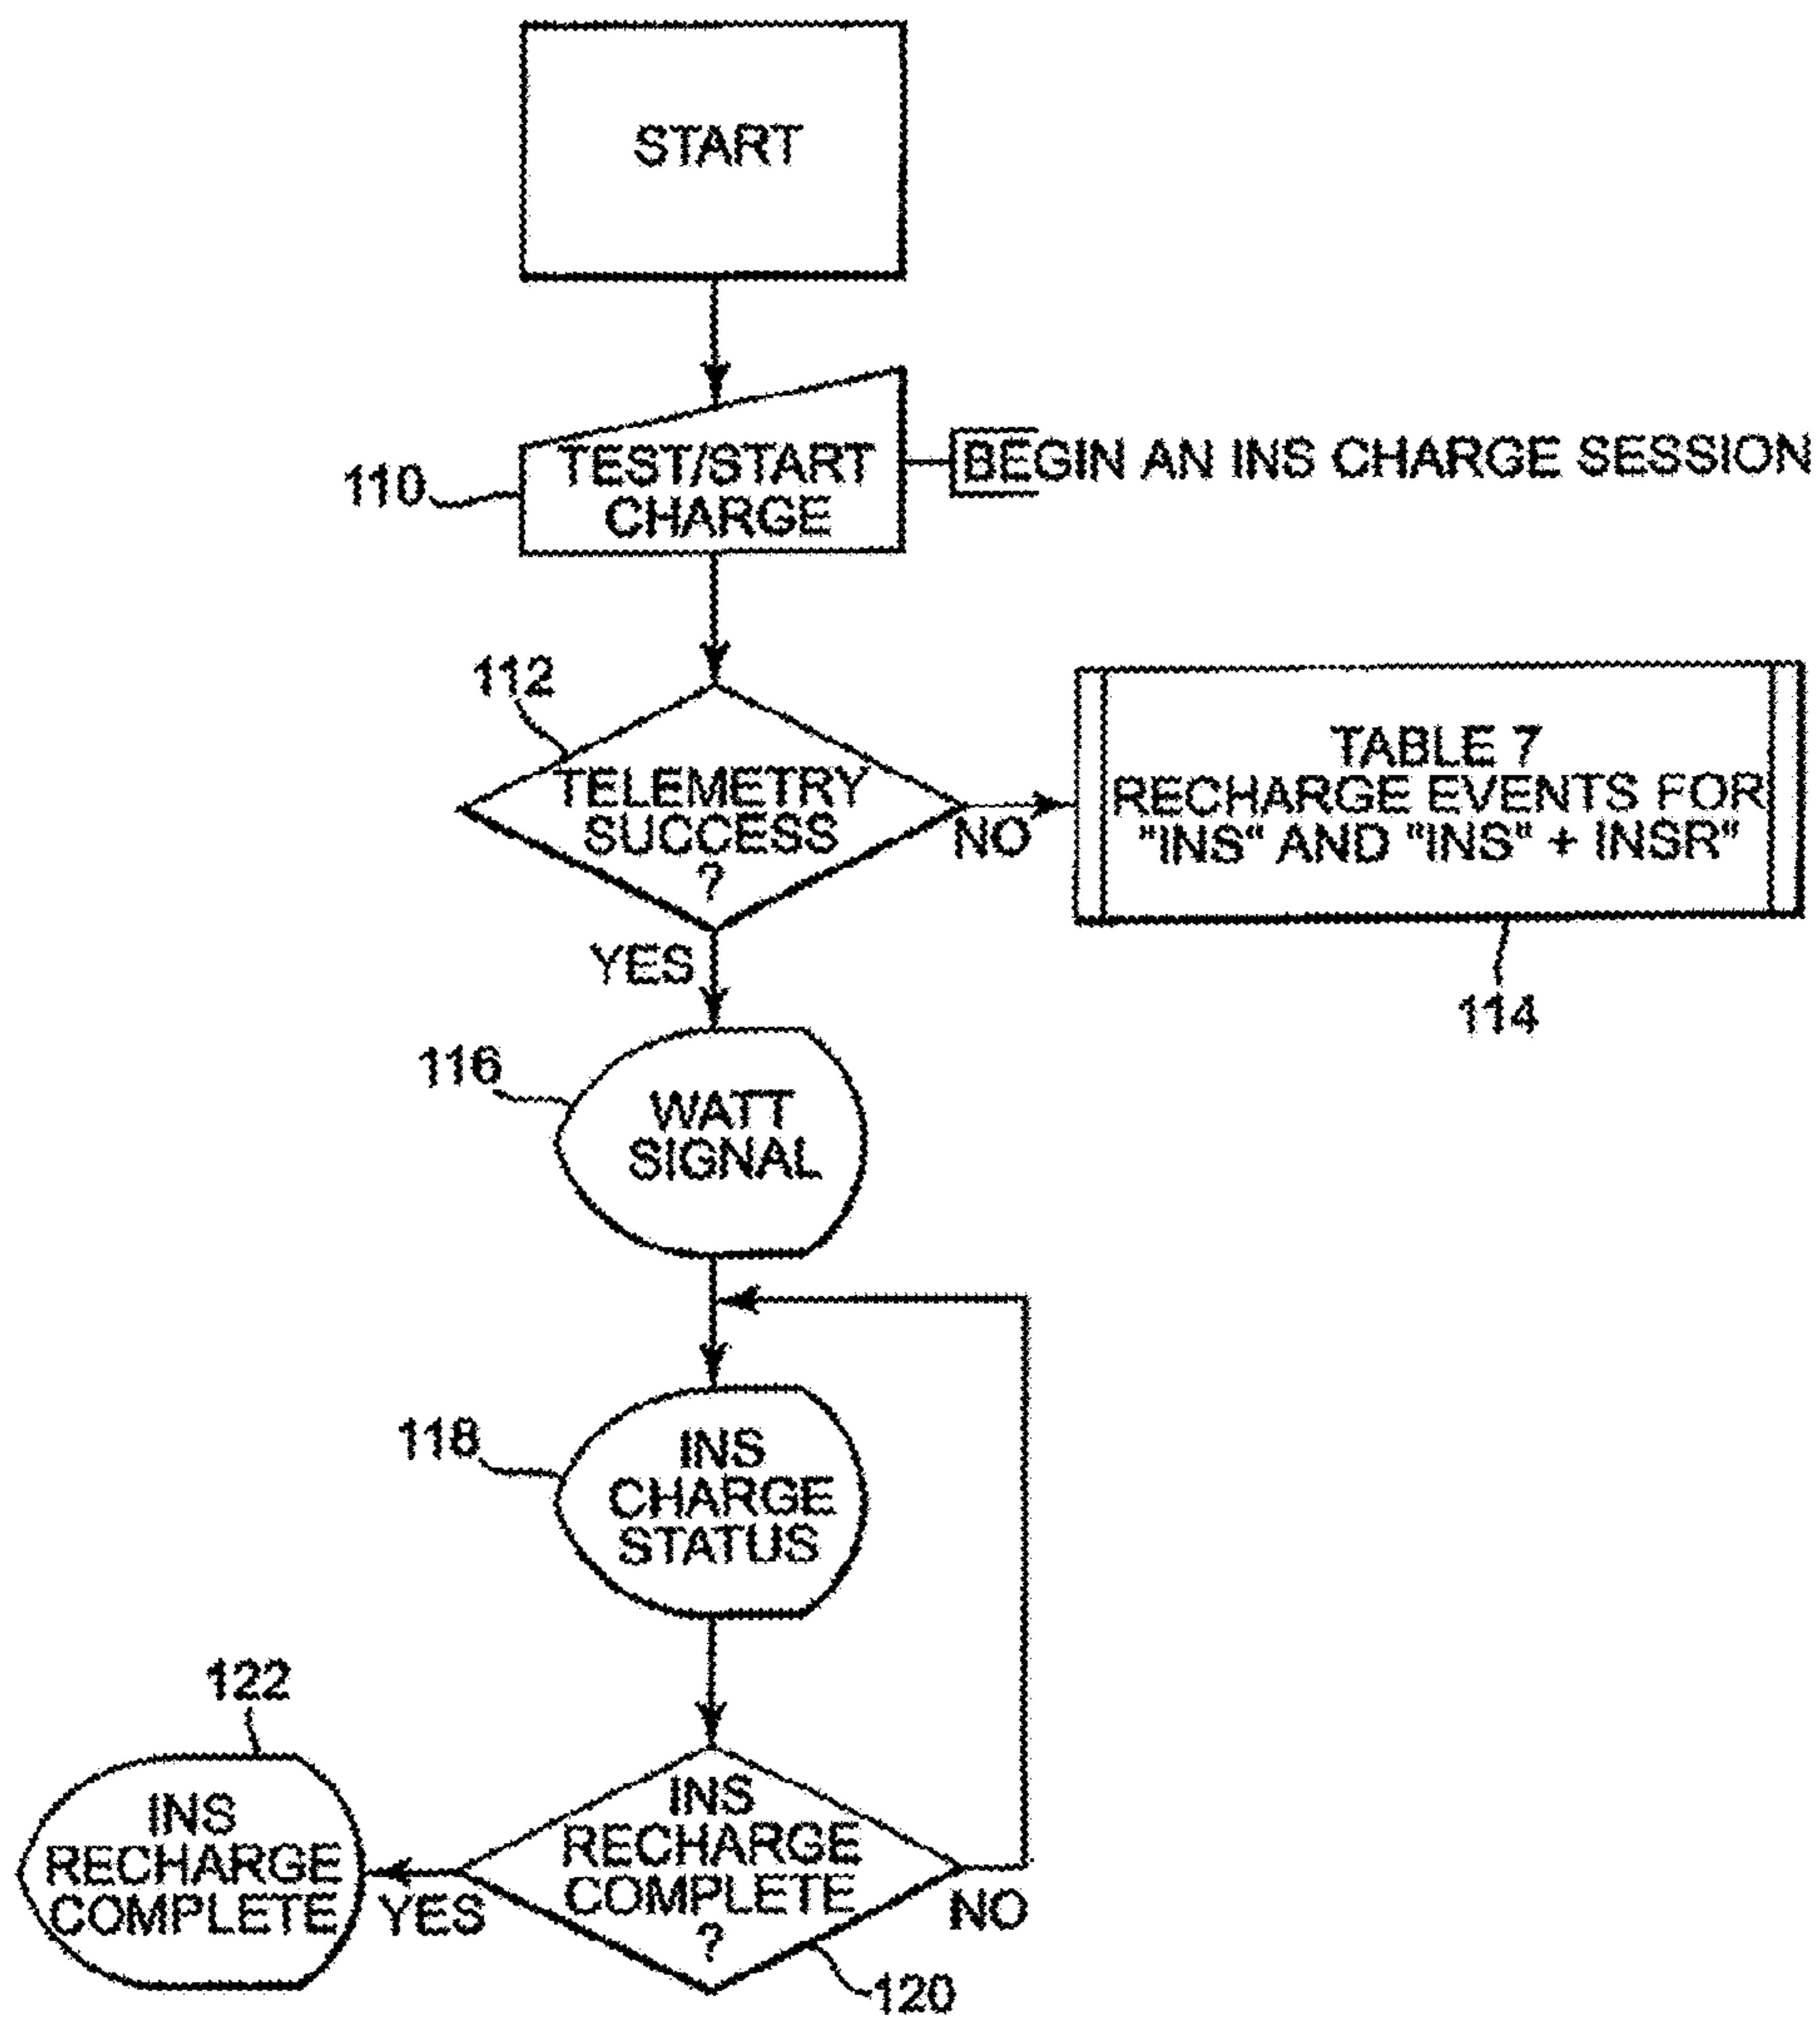 START
110
TEST/START
CHARGE
BEGIN AN INS CHARGE SESSION
112
TELEMETRY
SUCCESS
?
NO
TABLE 7
RECHARGE EVENTS FOR
"INS" AND "INS" + INSR"
114
YES
116
WATT
SIGNAL
118
INS
CHARGE
STATUS
122
INS
RECHARGE
COMPLETE
YES
INS
RECHARGE
COMPLETE
?
NO
120